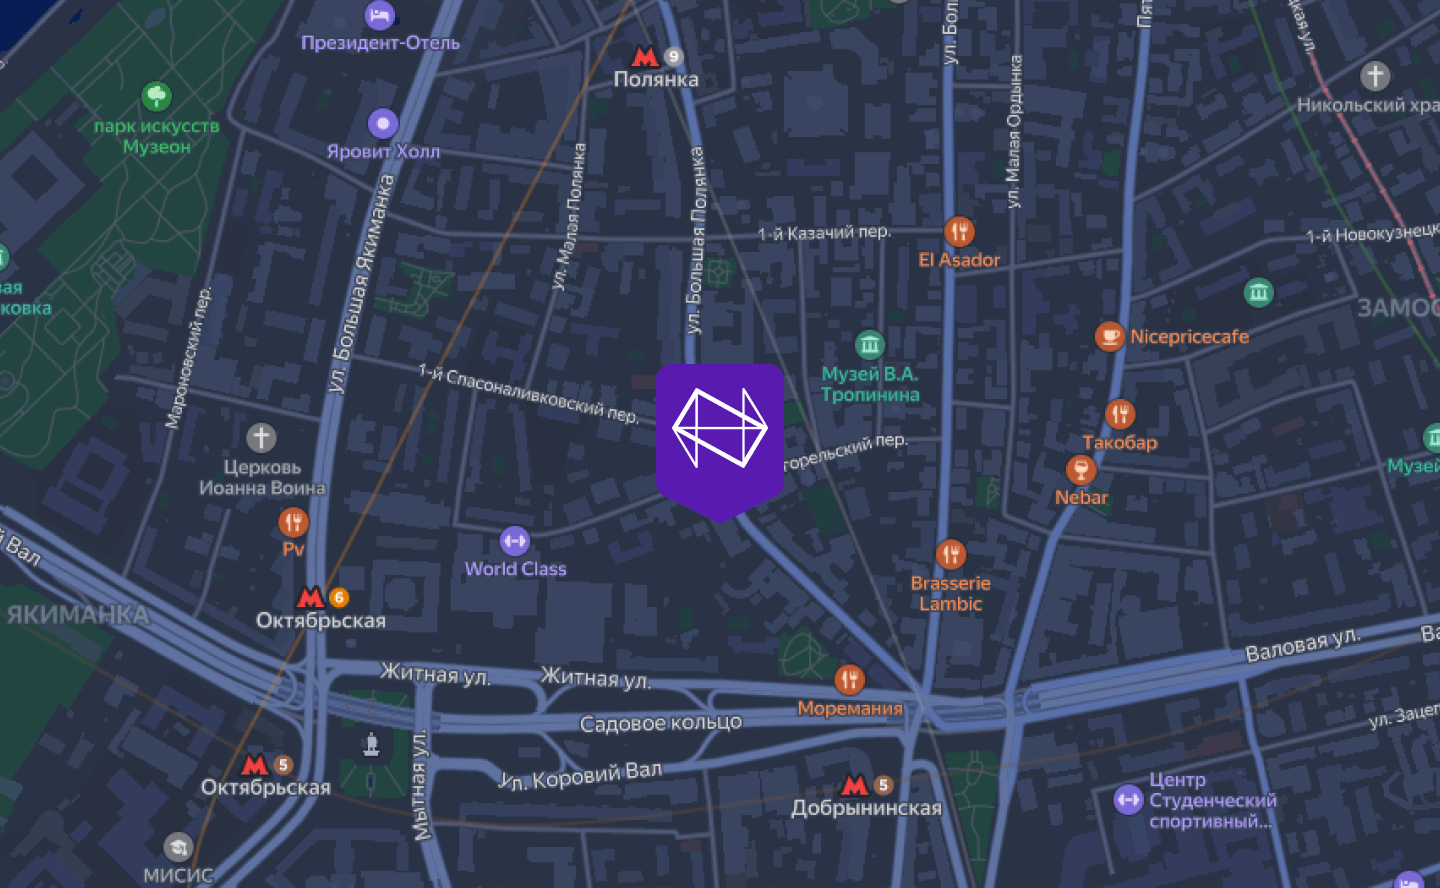 Президент-Отель
парк искусств
Музеон
Яровит Холл
М
9
Полянка
ул. Малая Полянка
ул. Большая Полянка
ул. Большая Якиманка
Мароновский пер.
1-й Казачий пер.
El Asador
ул. Бол
ул. Малая Ордынка
Пят
Никольский хра
1-й Новокузнецк
ЗАМОС
Nicepricecafe
Музей В.А.
Тропинина
1-й Спасоналивковский пер.
горельский пер.
Такобар
Nebar
Музей
вая
ковка
Церковь
Иоанна Воина
Pv
World Class
Brasserie
Lambic
й Вал
ЯКИМАНКА
М
6
Октябрьская
Житная ул.
Житная ул.
Моремания
Валовая ул.
Ва
Садовое кольцо
ул. Зацеп
М
5
Октябрьская
Мытная ул.
Ул. Коровий Вал
М
5
Добрынинская
Центр
Студенческий
спортивный...
МИСИС